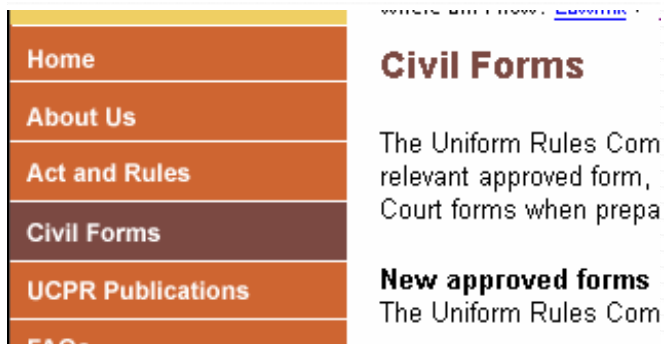 Home
About Us
Act and Rules
Civil Forms
UCPR Publications
Civil Forms
The Uniform Rules Com
relevant approved form,
Court forms when prepa
New approved forms
The Uniform Rules Com